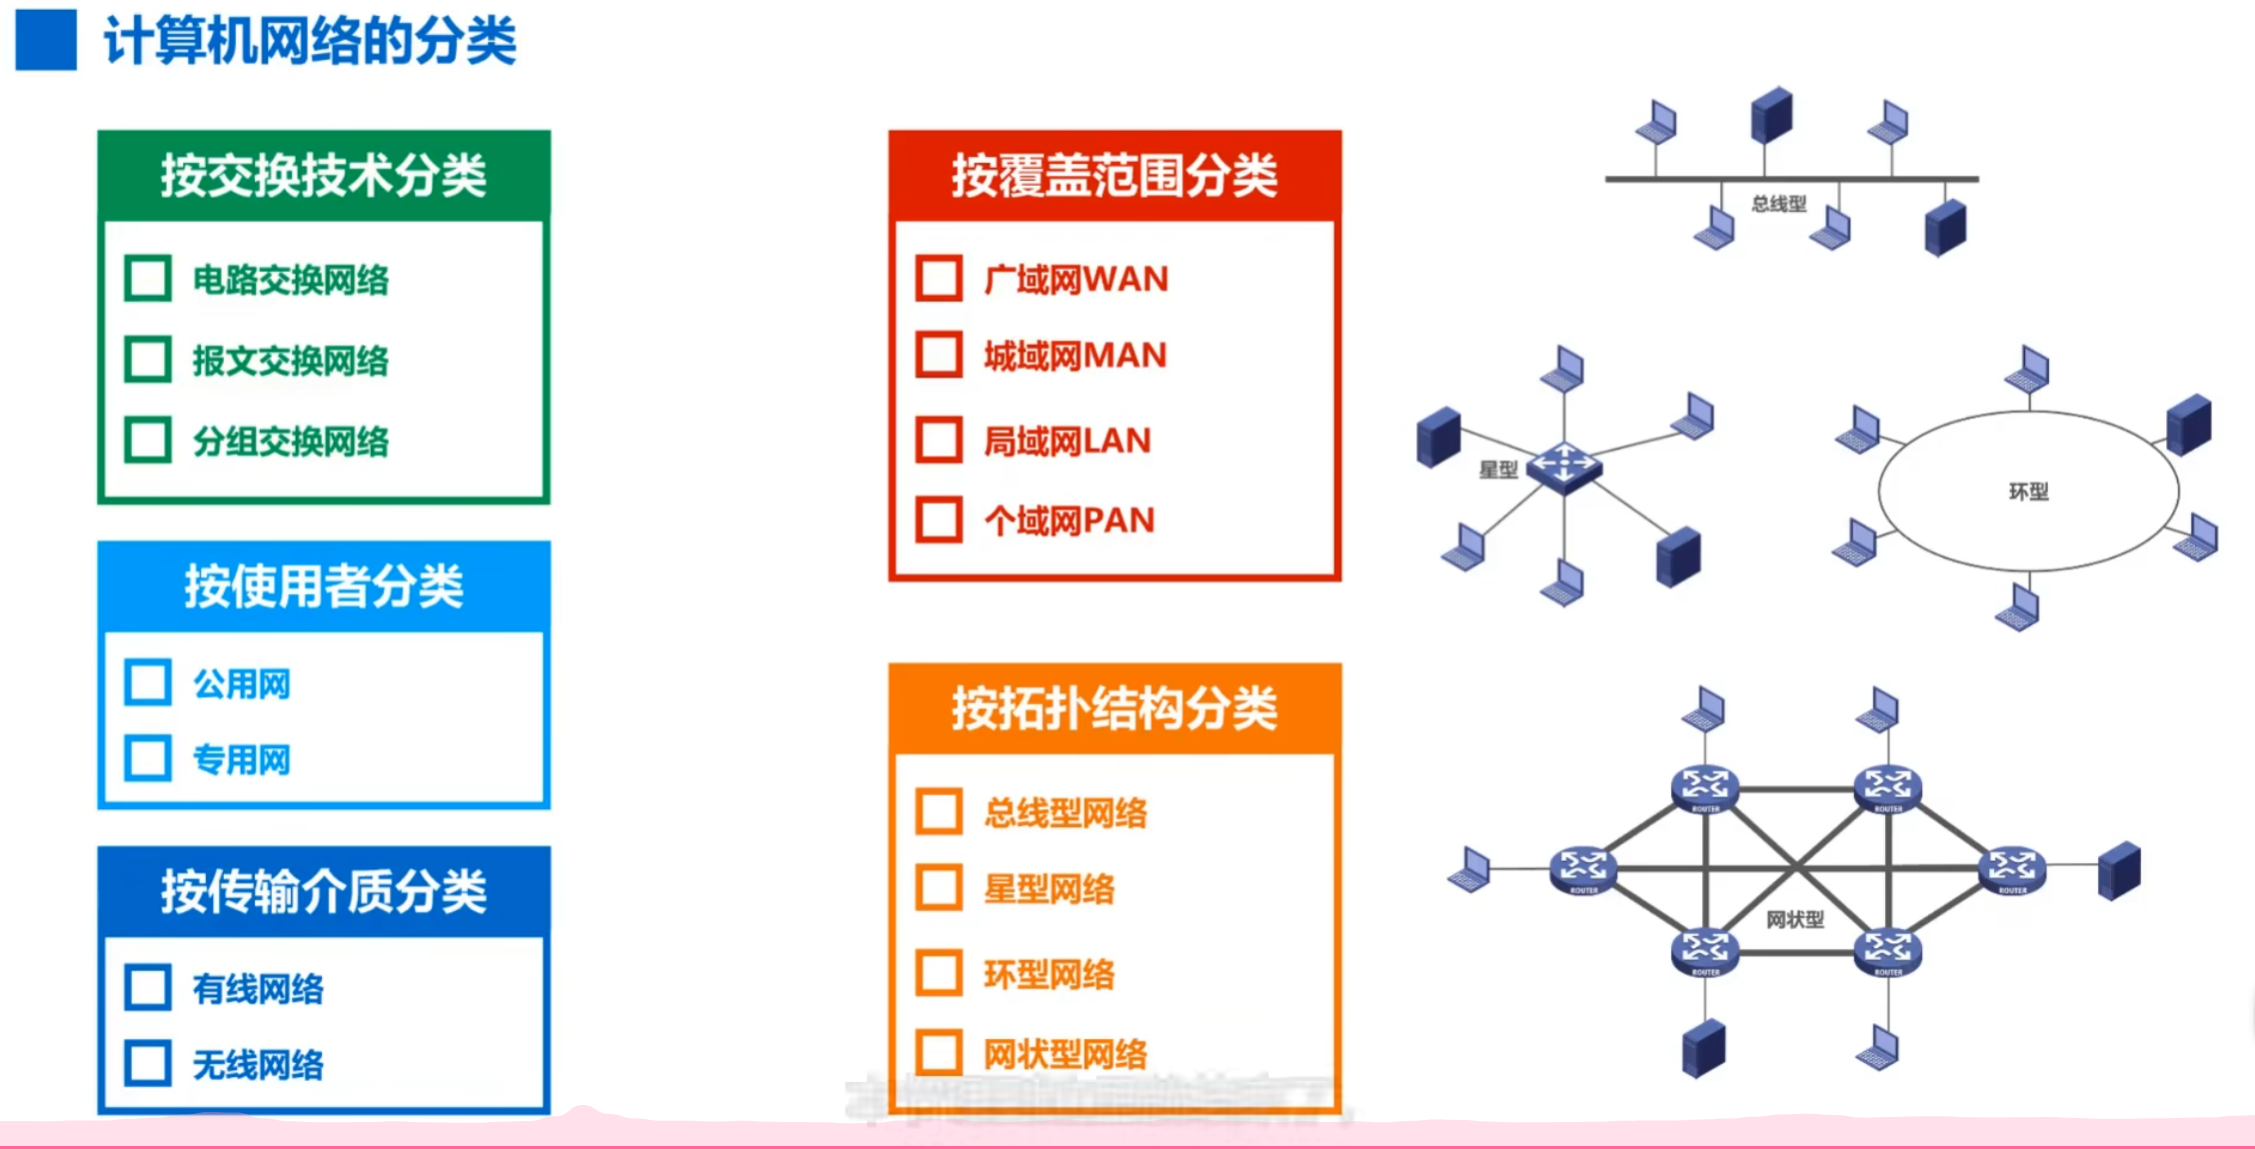 计算机网络的分类
按交换技术分类
电路交换网络
报文交换网络
分组交换网络
按使用者分类
公用网
专用网
按传输介质分类
有线网络
无线网络
按覆盖范围分类
广域网WAN
城域网MAN
局域网LAN
个域网PAN
按拓扑结构分类
总线型网络
星型网络
环型网络
网状型网络
总线型
星型
环型
ROUTER
ROUTER
ROUTER
ROUTER
网状型
ROUTER
ROUTER